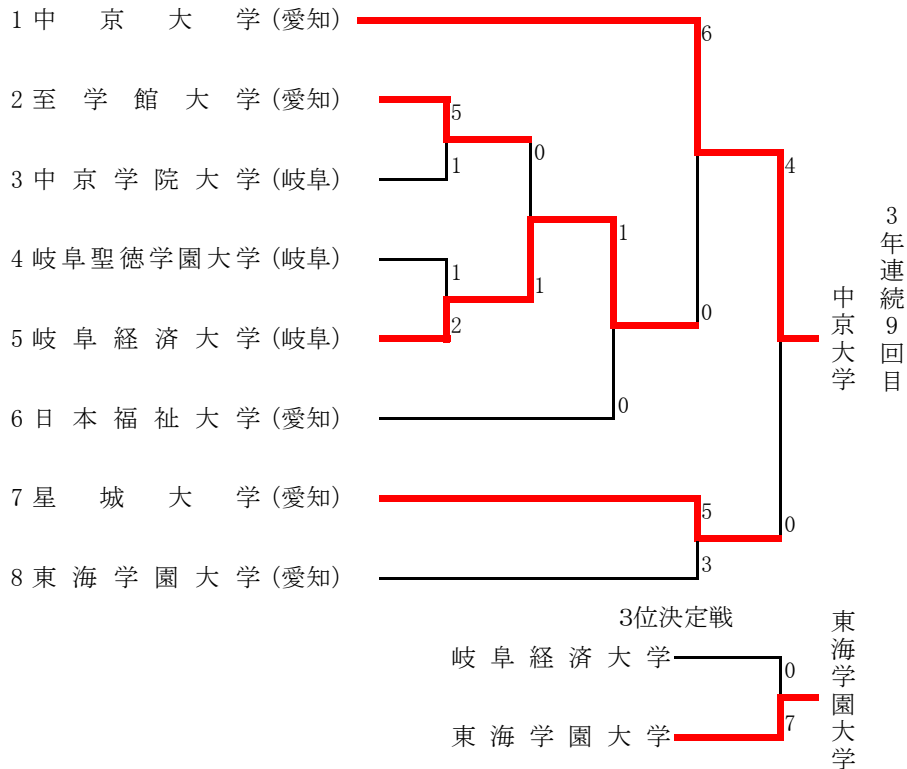 1 中京大学 (愛知)
6
2 至学館大学 (愛知)
5
0
1
3 中京学院大学 (岐阜)
4
4 岐阜聖徳学園大学 (岐阜)
1
1
1
2
5 岐阜経済大学 (岐阜)
0
中京大学
3年連続9回目
6 日本福祉大学 (愛知)
0
7 星城大学 (愛知)
5
0
3
8 東海学園大学 (愛知)
3位決定戦
岐阜経済大学
0
東海学園大学
7
東海学園大学